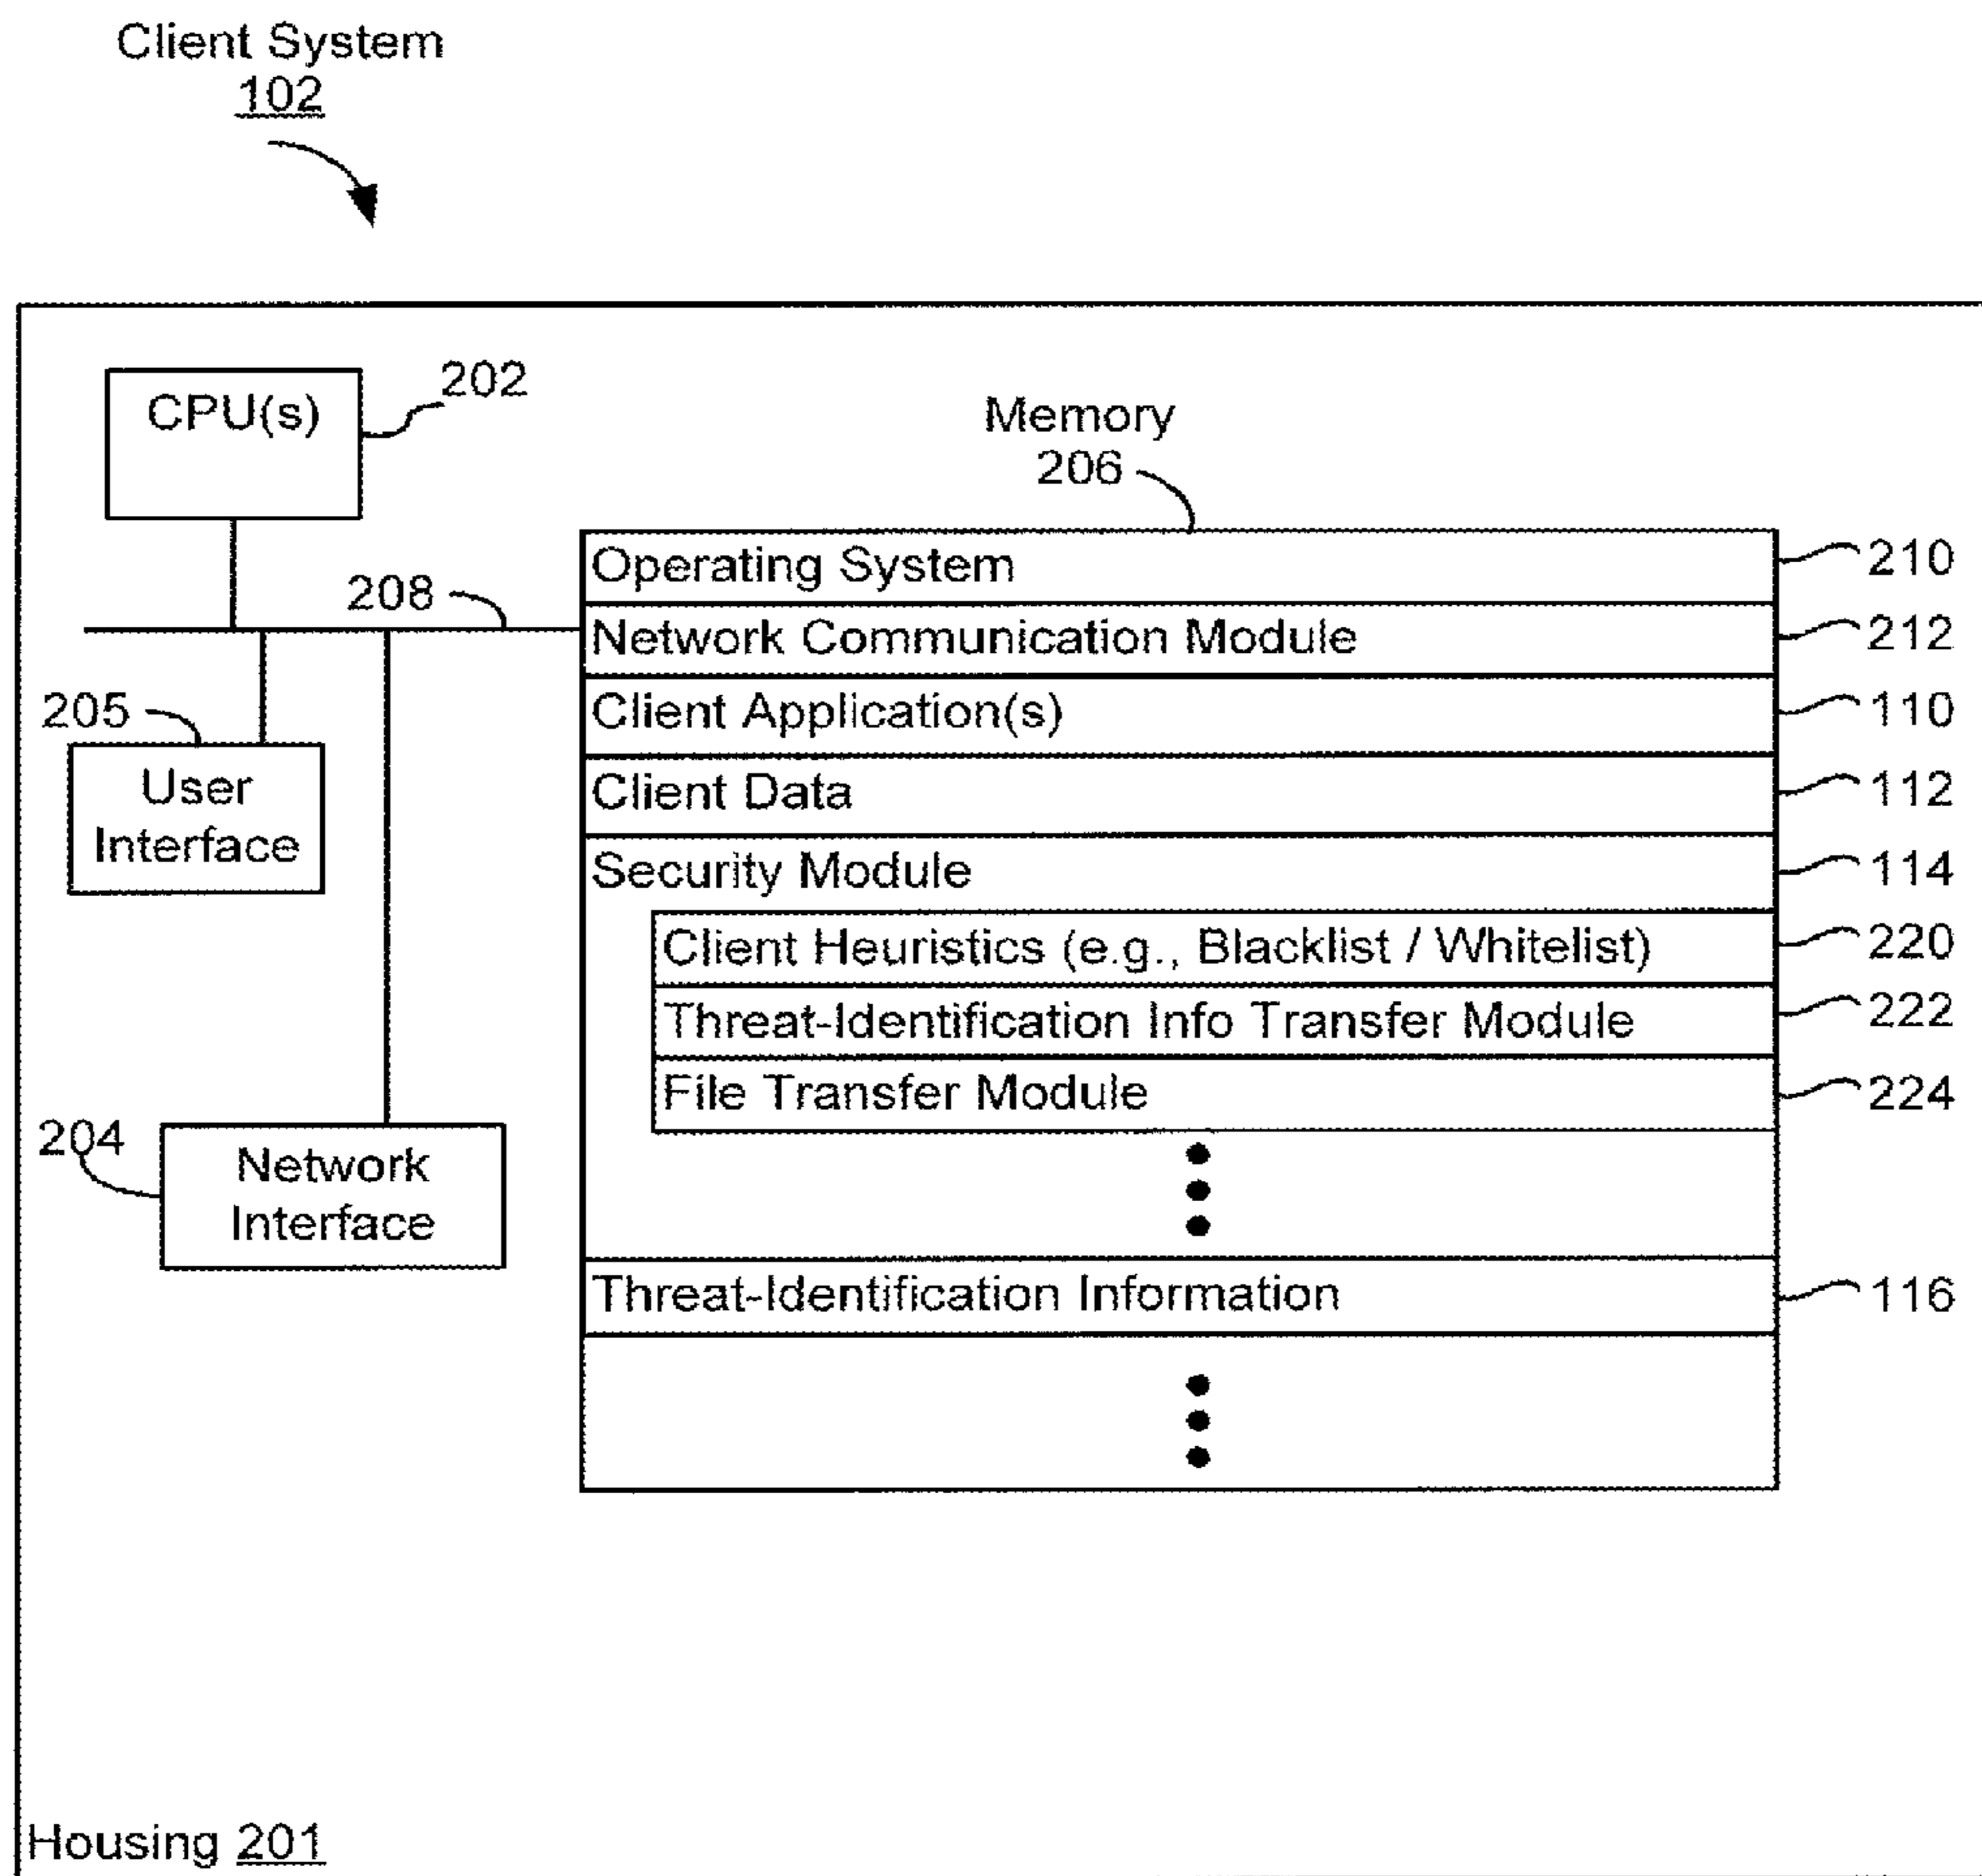 Client System
102
CPU(s)
202
Memory
206
208
Operating System
210
Network Communication Module
212
Client Application(s)
110
Client Data
112
Security Module
114
Client Heuristics (e.g., Blacklist / Whitelist)
220
Threat-Identification Info Transfer Module
222
File Transfer Module
224
Threat-Identification Information
116
205
User
Interface
204
Network
Interface
Housing 201